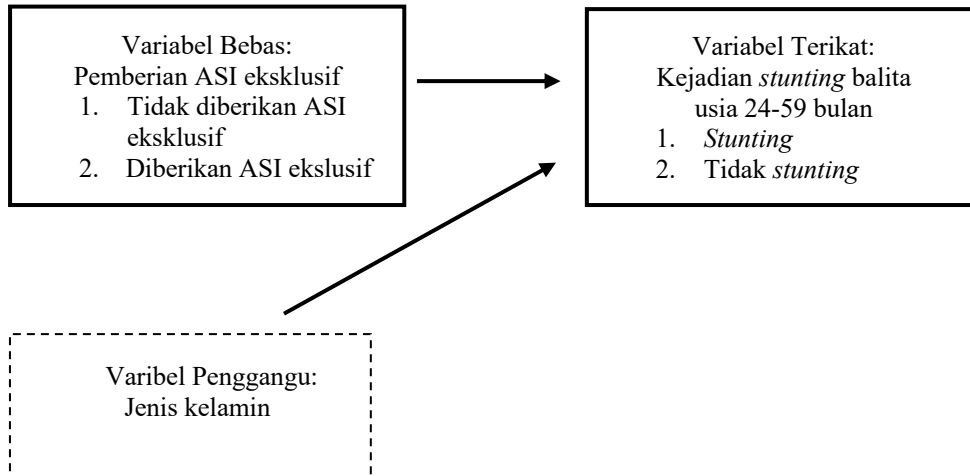 Variabel Bebas:
Pemberian ASI eksklusif
1. Tidak diberikan ASI
eksklusif
2. Diberikan ASI ekslusif
Variabel Terikat:
Kejadian stunting balita
usia 24-59 bulan
1. Stunting
2. Tidak stunting
Varibel Penggangu:
Jenis kelamin